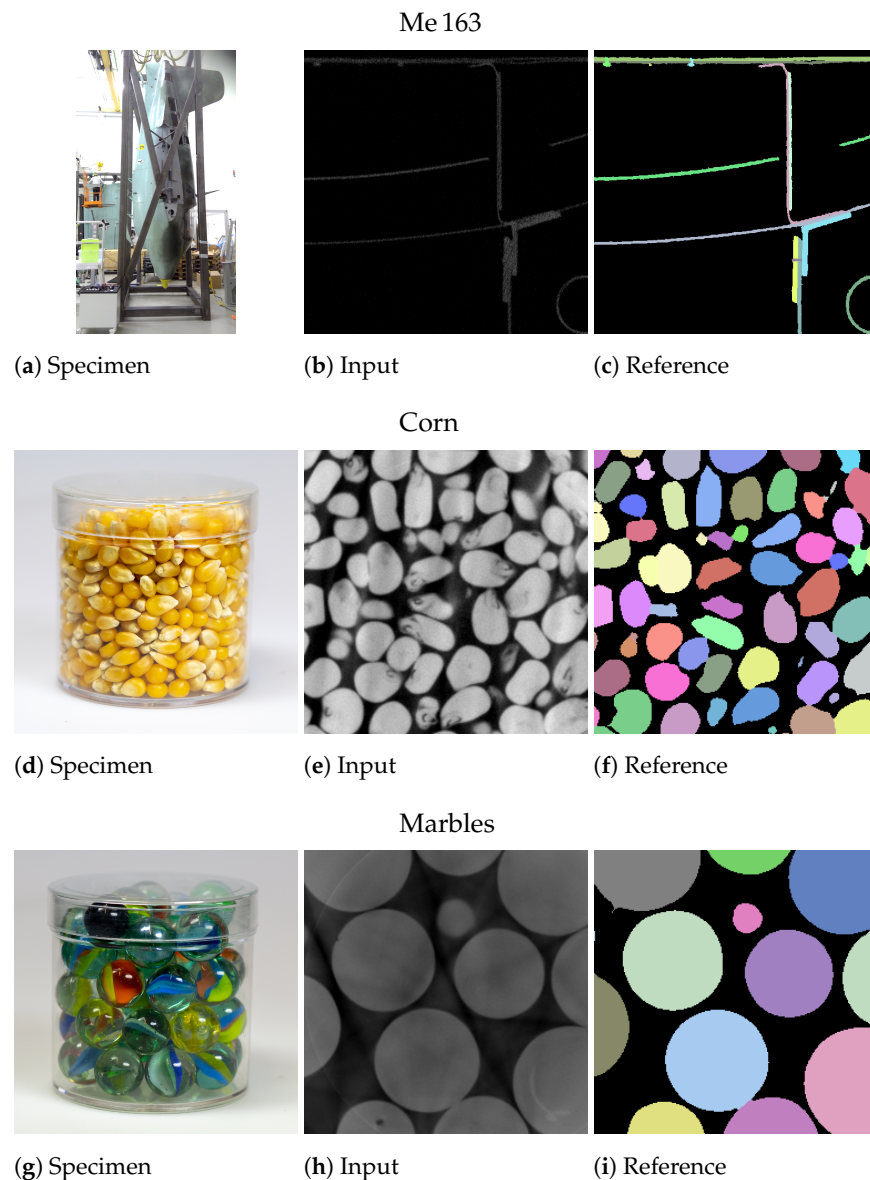 Me 163
(a) Specimen
(b) Input
(c) Reference
Corn
(d) Specimen
(e) Input
(f) Reference
Marbles
(g) Specimen
(h) Input
(i) Reference